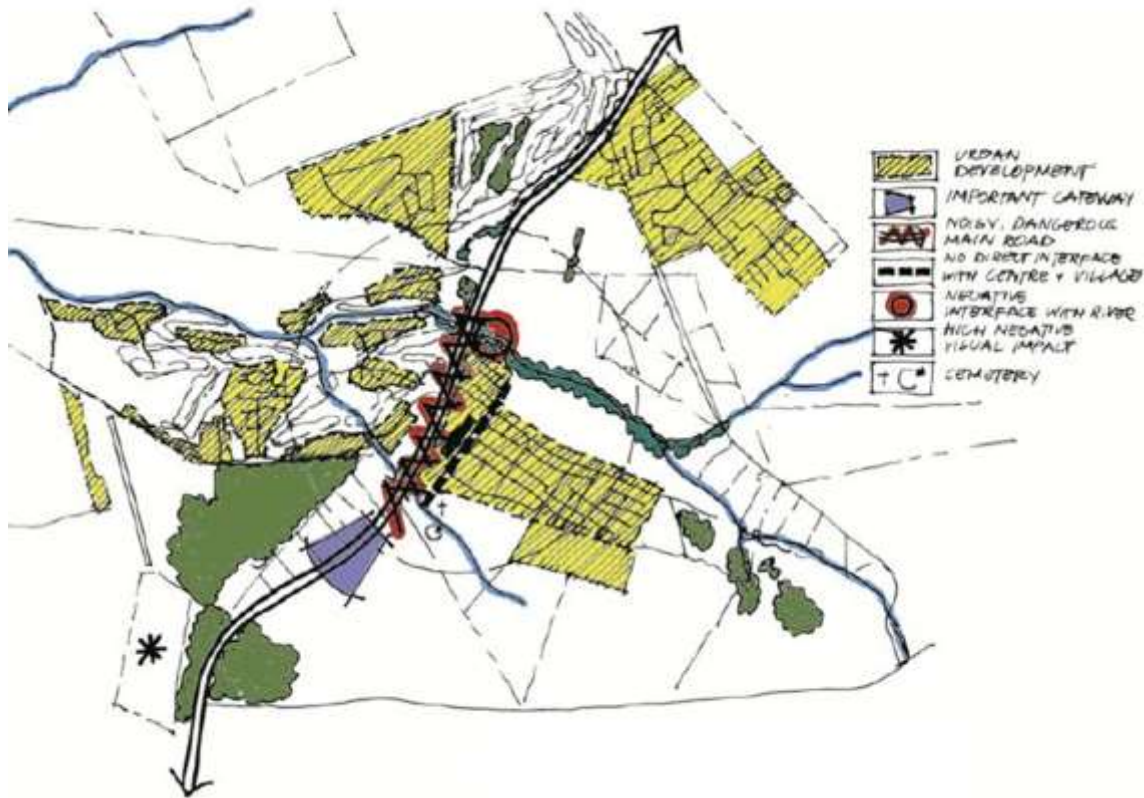 URBAN
DEVELOPMENT
IMPORTANT GATEWAY
NOISY, DANGEROUS
MAIN ROAD
NO DIRECT INTERFACE
WITH CENTRE + VILLAGE
NEGATIVE
INTERFACE WITH RIVER
HIGH NEGATIVE
VISUAL IMPACT
CEMETERY